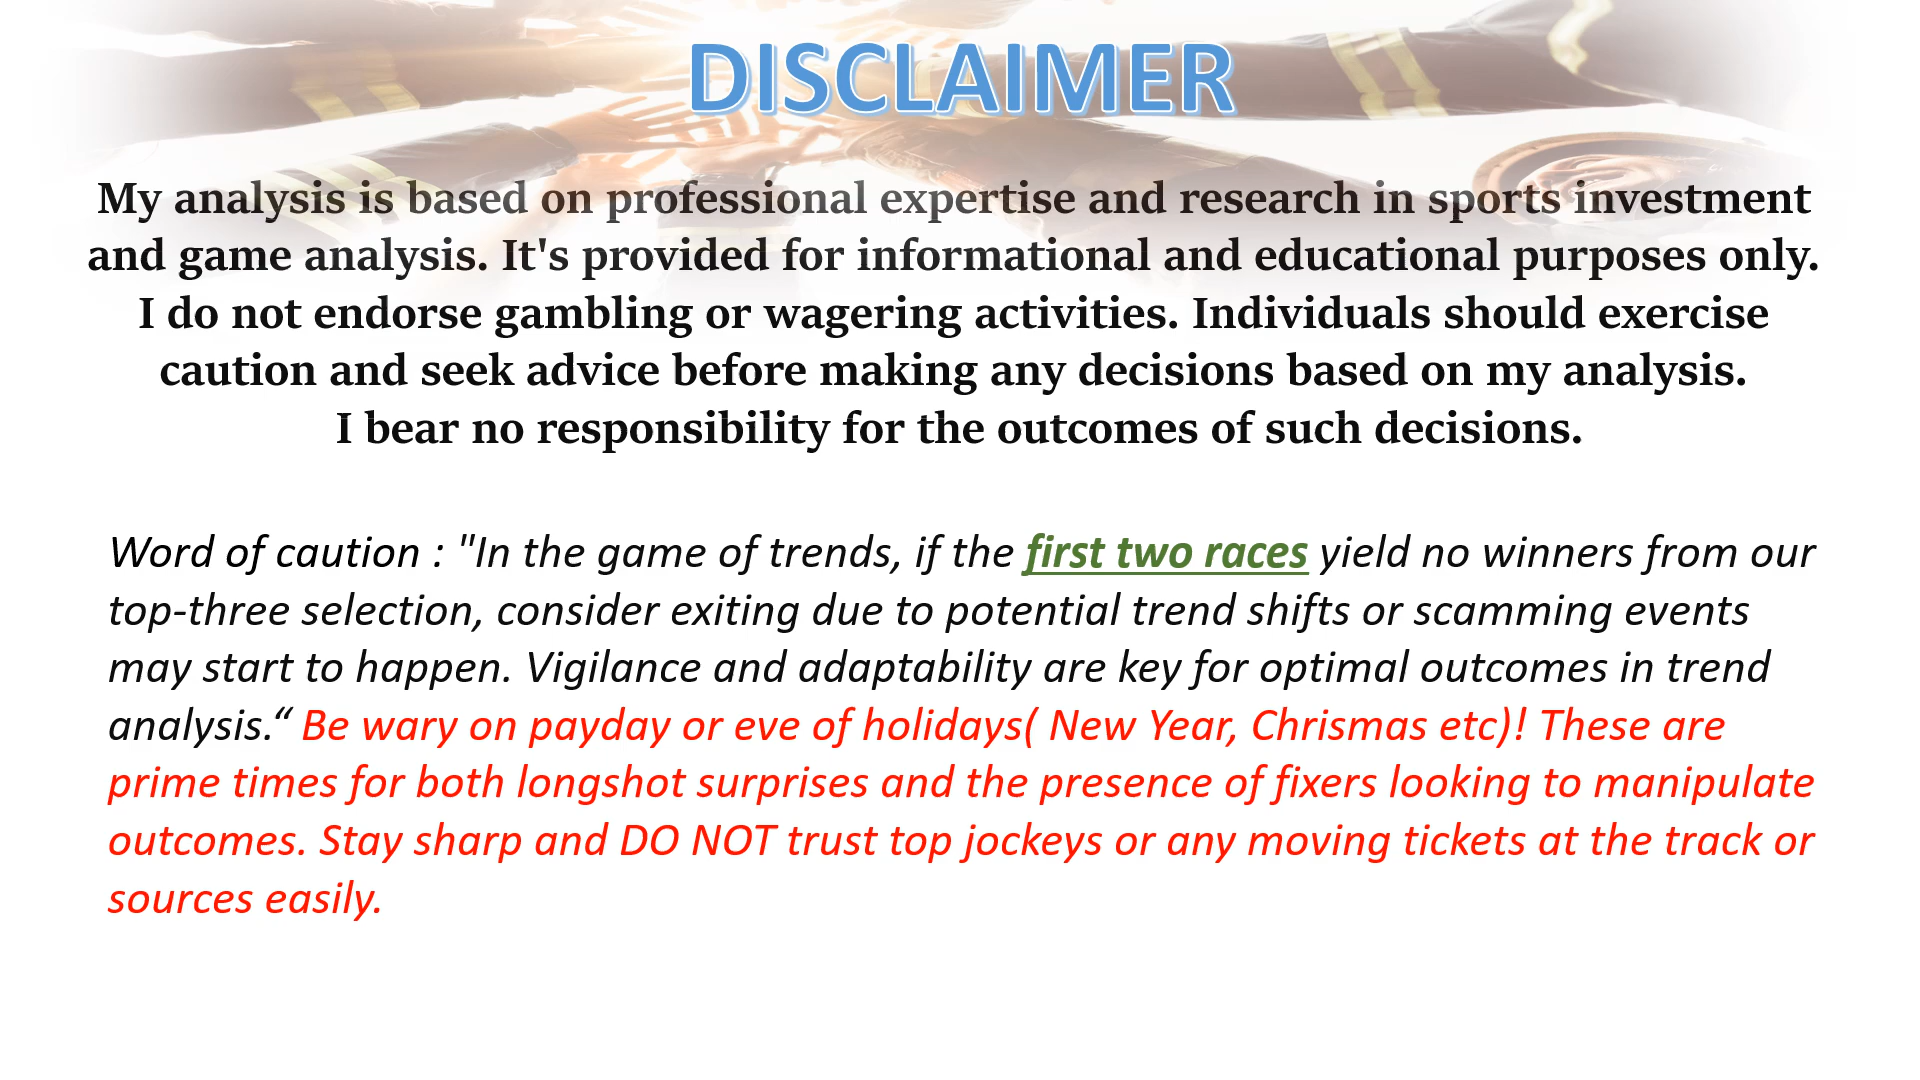 DISCLAIMER
My analysis is based on professional expertise and research in sports investment
and game analysis. It's provided for informational and educational purposes only.
I do not endorse gambling or wagering activities. Individuals should exercise
caution and seek advice before making any decisions based on my analysis.
I bear no responsibility for the outcomes of such decisions.
Word of caution : "In the game of trends, if the first two races yield no winners from our
top-three selection, consider exiting due to potential trend shifts or scamming events
may start to happen. Vigilance and adaptability are key for optimal outcomes in trend
analysis.“ Be wary on payday or eve of holidays( New Year, Chrismas etc)! These are
prime times for both longshot surprises and the presence of fixers looking to manipulate
outcomes. Stay sharp and DO NOT trust top jockeys or any moving tickets at the track or
sources easily.